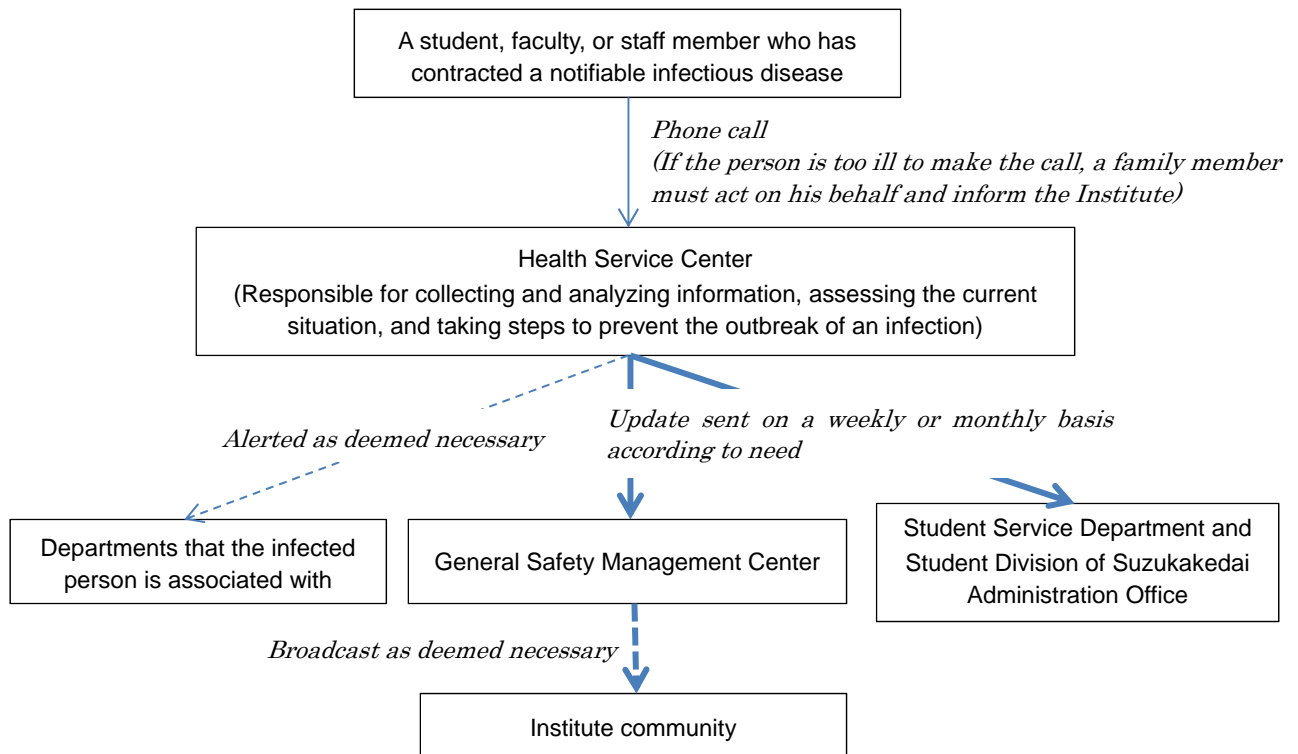 A student, faculty, or staff member who has
contracted a notifiable infectious disease
Phone call
(If the person is too ill to make the call, a family member
must act on his behalf and inform the Institute)
Health Service Center
(Responsible for collecting and analyzing information, assessing the current
situation, and taking steps to prevent the outbreak of an infection)
Alerted as deemed necessary
Update sent on a weekly or monthly basis
according to need
Departments that the infected
person is associated with
General Safety Management Center
Student Service Department and
Student Division of Suzukakedai
Administration Office
Broadcast as deemed necessary
Institute community